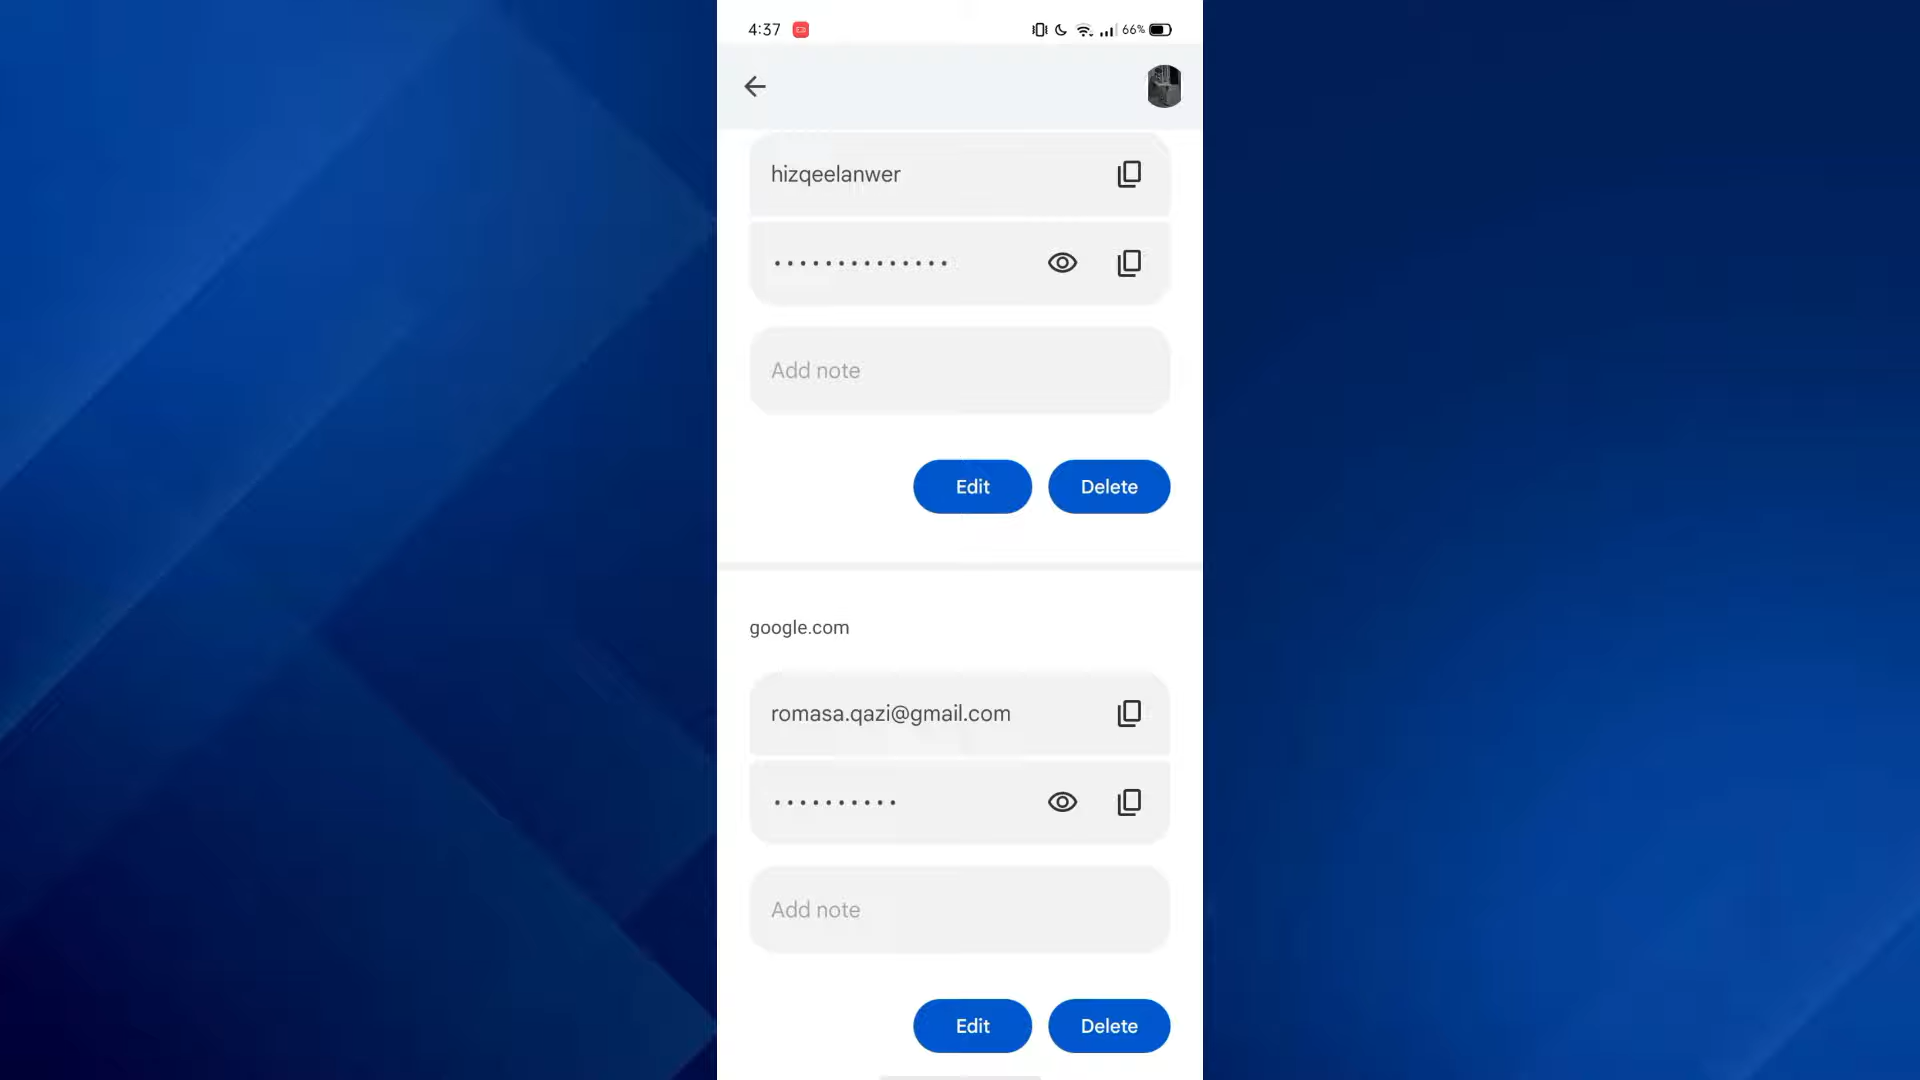 4:37
66%
hizqeelanwer
••••••••••••••
Add note
Edit Delete
google.com
romasa.qazi@gmail.com
••••••••••
Add note
Edit Delete